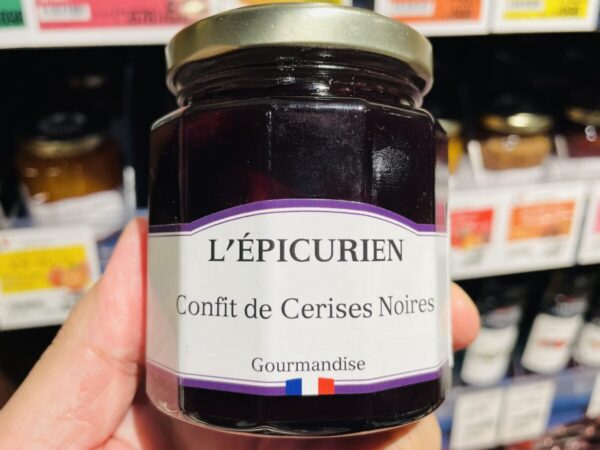 L'ÉPICURIEN
Confit de Cerises Noires
Gourmandise